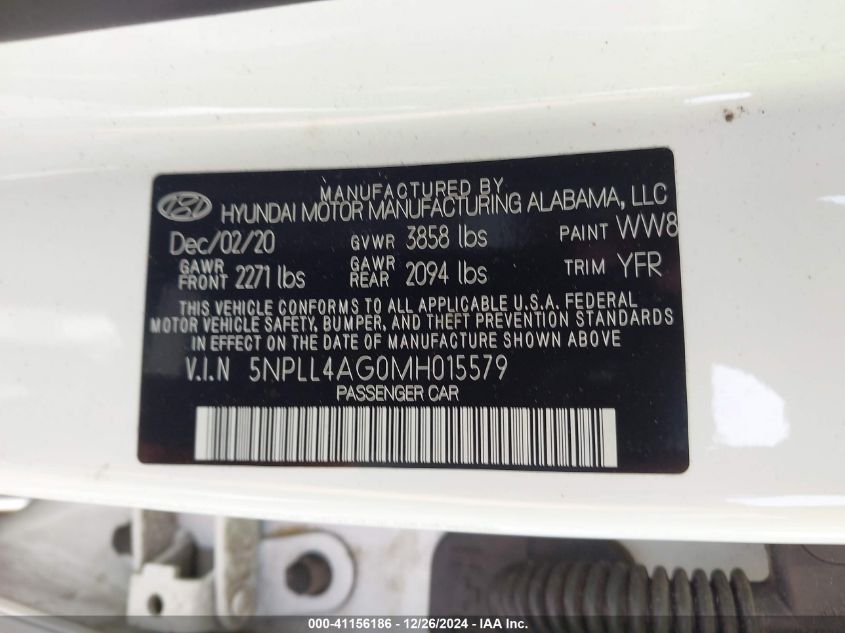 MANUFACTURED BY
HYUNDAI MOTOR MANUFACTURING ALABAMA, LLC
Dec/02/20 GVWR 3858 lbs PAINT WW8
GAWR FRONT 2271 lbs GAWR REAR 2094 lbs TRIM YFR
THIS VEHICLE CONFORMS TO ALL APPLICABLE U.S.A. FEDERAL
MOTOR VEHICLE SAFETY, BUMPER, AND THEFT PREVENTION STANDARDS
IN EFFECT ON THE DATE OF MANUFACTURE SHOWN ABOVE
V.I.N 5NPLL4AG0MH015579
PASSENGER CAR
000-41156186 - 12/26/2024 - IAA Inc.